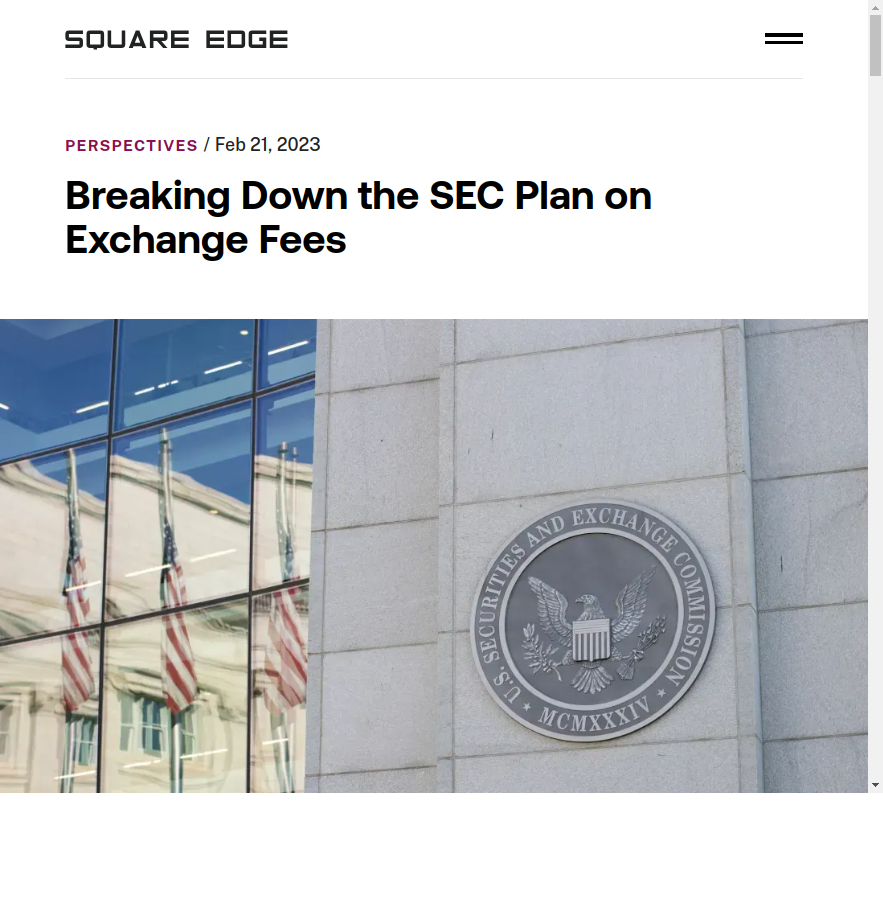 SQUARE EDGE
PERSPECTIVES / Feb 21, 2023
Breaking Down the SEC Plan on
Exchange Fees
U.S. SECURITIES AND EXCHANGE COMMISSION
MCMXXXIV